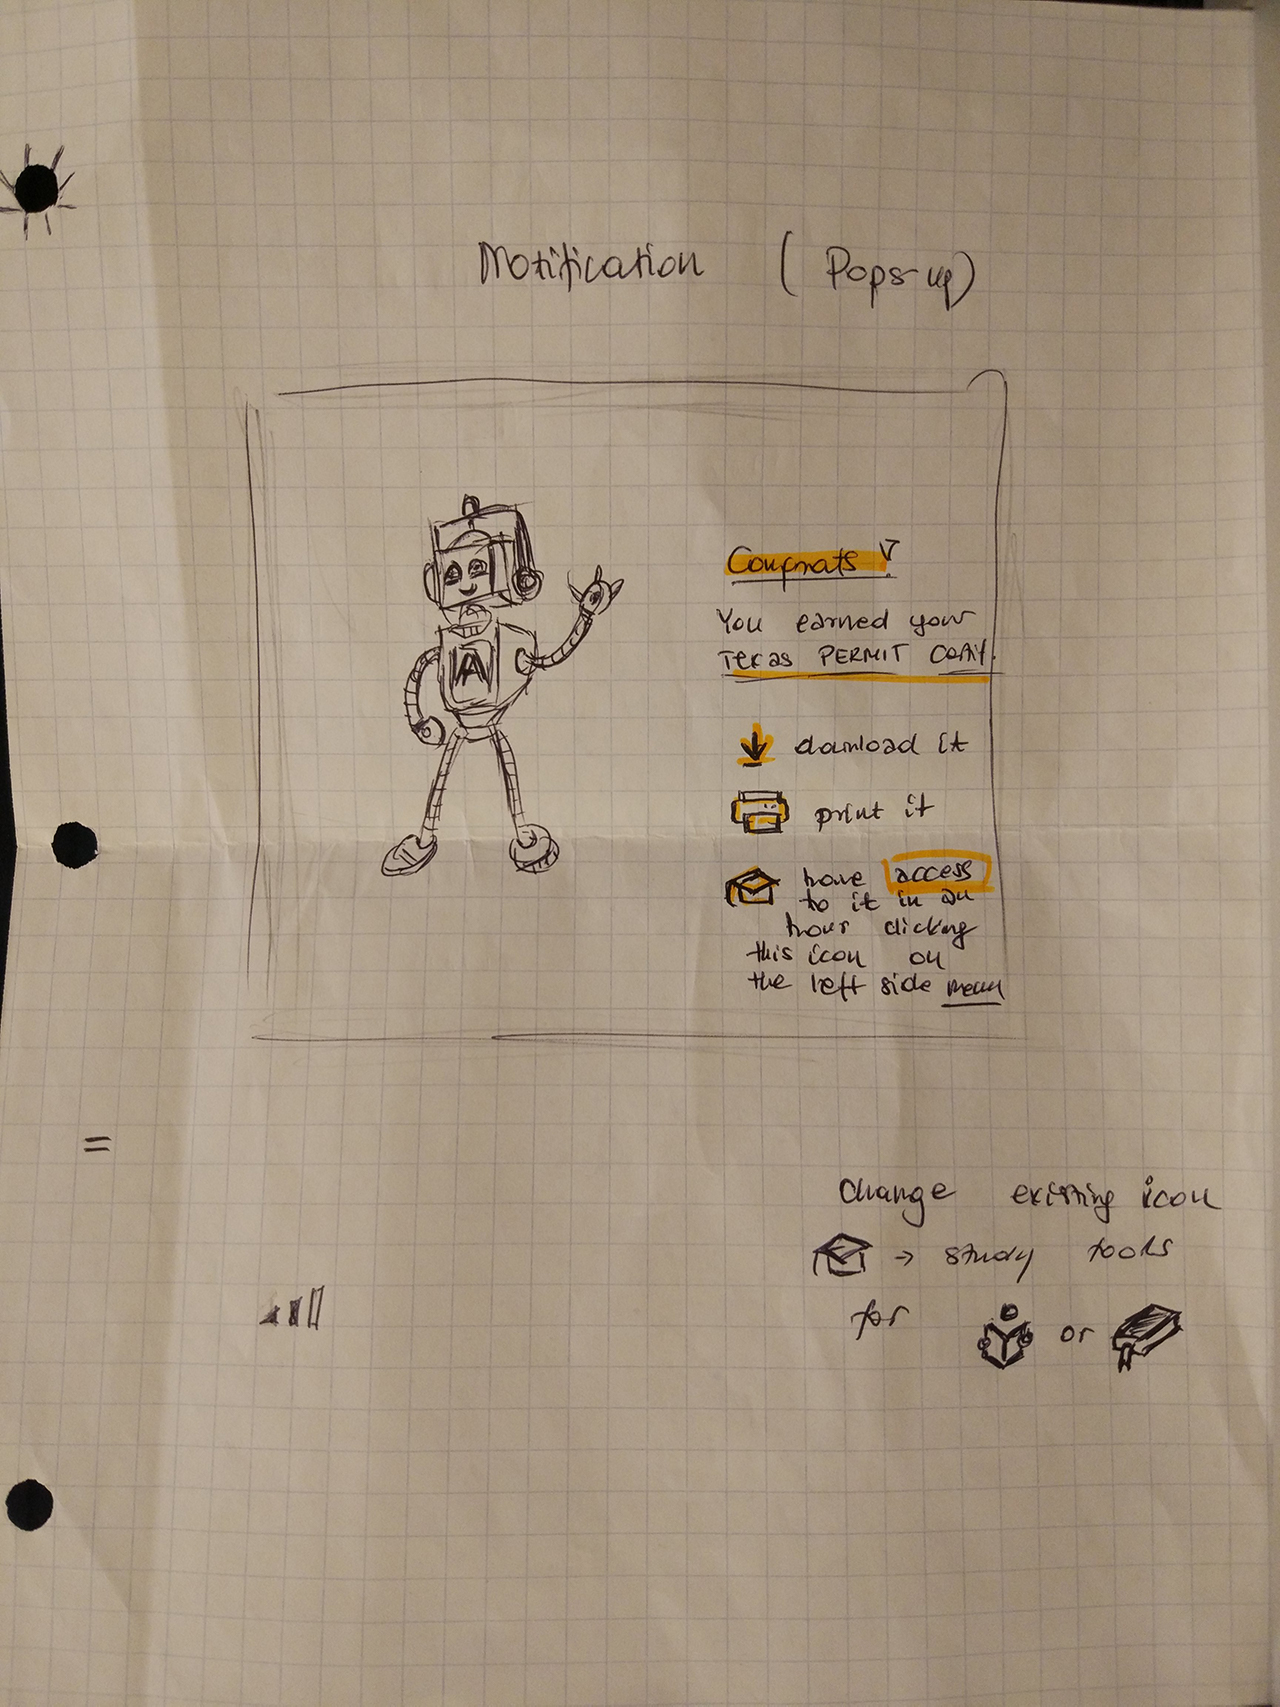 Notification (Pops-up)
Congrats!
You earned your
Texas PERMIT
A
download it
print it
have access
to it in an
hour clicking
this icon on
the left side menu
=
change existing icon
→ study tools
for or